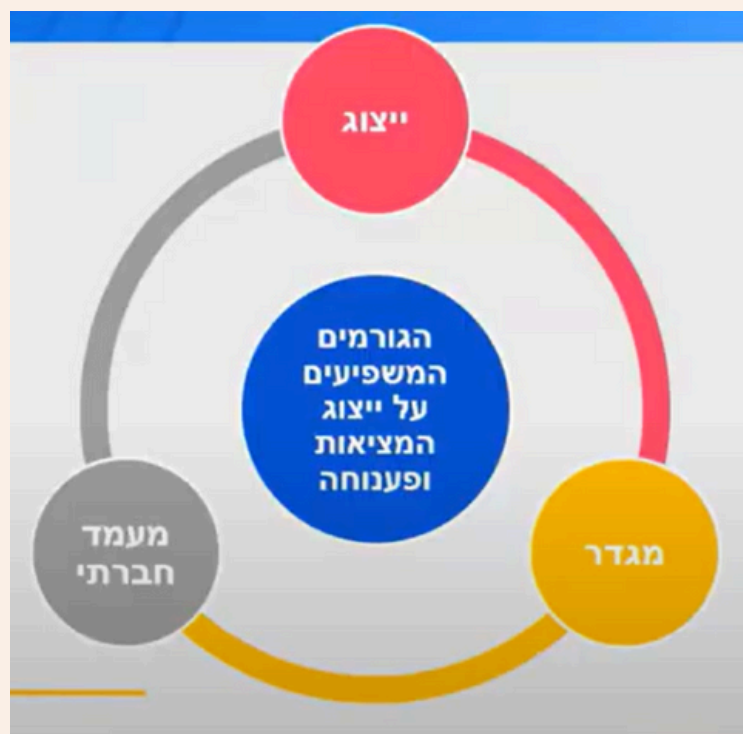 ייצוג
הגורמים
המשפיעים
על ייצוג
המציאות
ופענוחה
מגדר
מעמד
חברתי